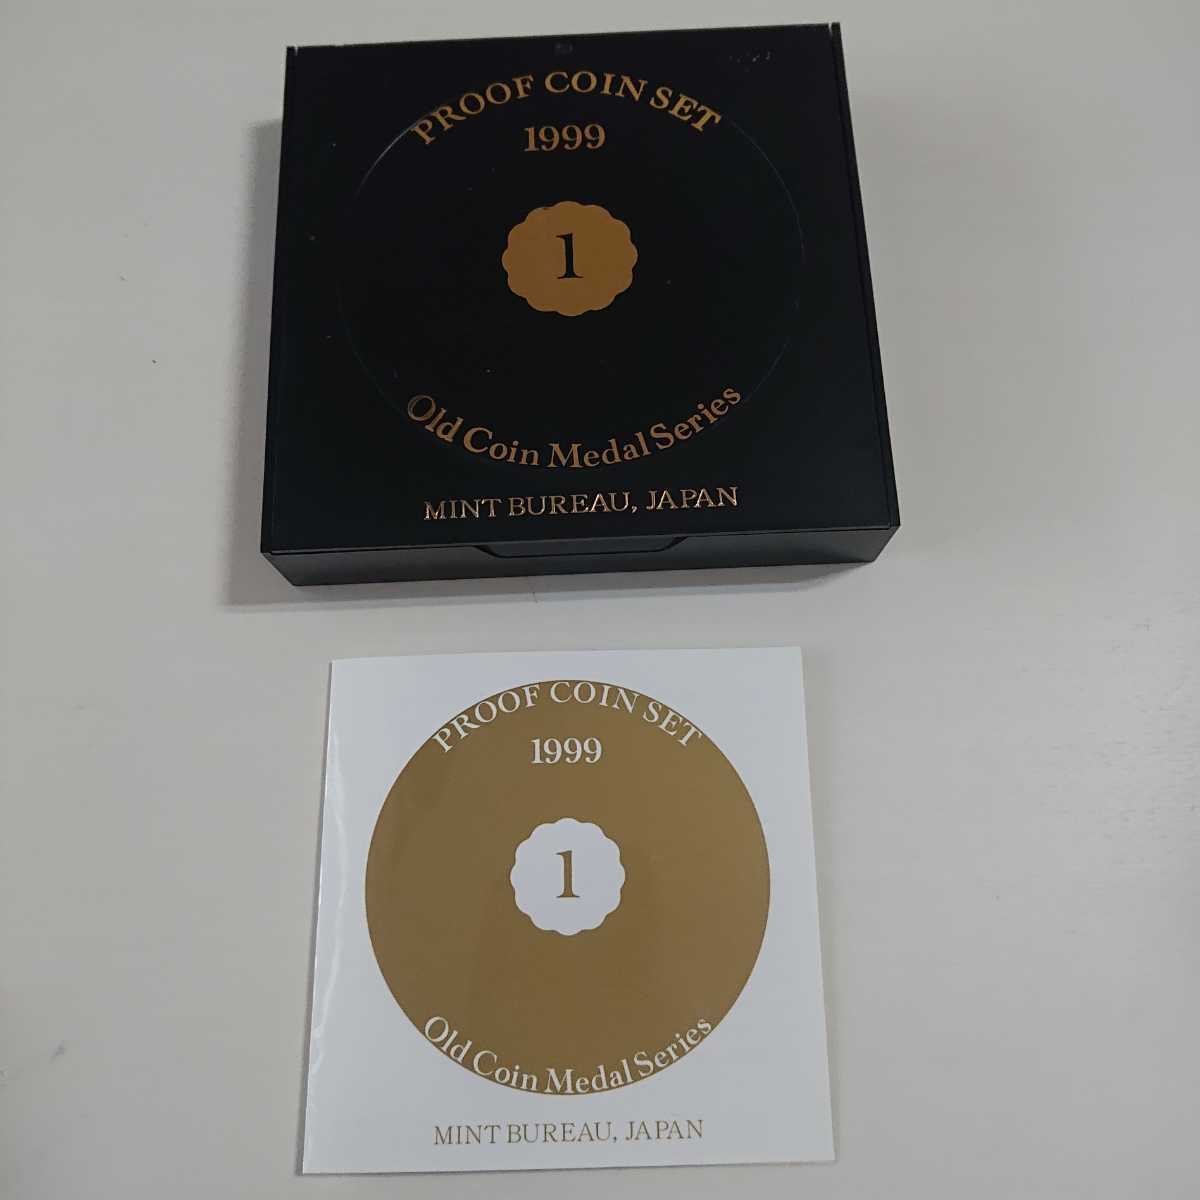 PROOF COIN SET
1999
1
Old Coin Medal Series
MINT BUREAU, JAPAN
PROOF COIN SET
1999
1
Old Coin Medal Series
MINT BUREAU, JAPAN